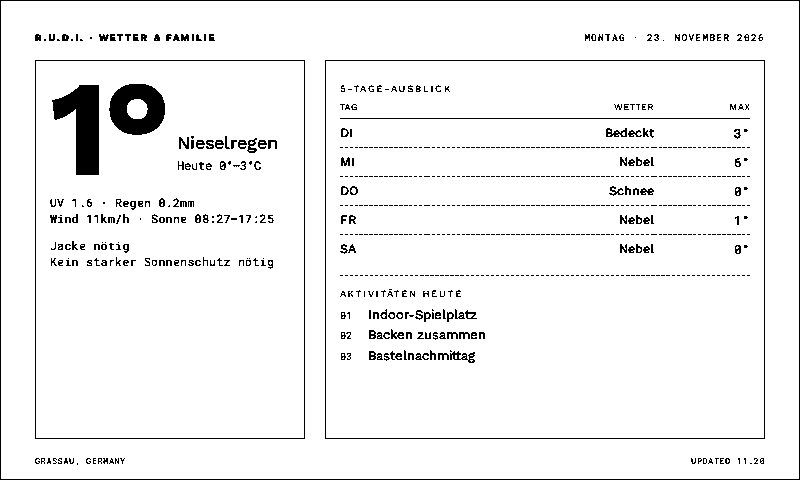 R.U.D.I. · WETTER & FAMILIE
MONTAG · 23. NOVEMBER 2026
1°
Nieselregen
Heute 0°–3°C
UV 1.6 · Regen 0.2mm
Wind 11km/h · Sonne 08:27–17:25
Jacke nötig
Kein starker Sonnenschutz nötig
5-TAGE-AUSBLICK
TAG WETTER MAX
DI Bedeckt 3°
MI Nebel 6°
DO Schnee 0°
FR Nebel 1°
SA Nebel 0°
AKTIVITÄTEN HEUTE
01 Indoor-Spielplatz
02 Backen zusammen
03 Bastelnachmittag
GRASSAU, GERMANY
UPDATED 11.20